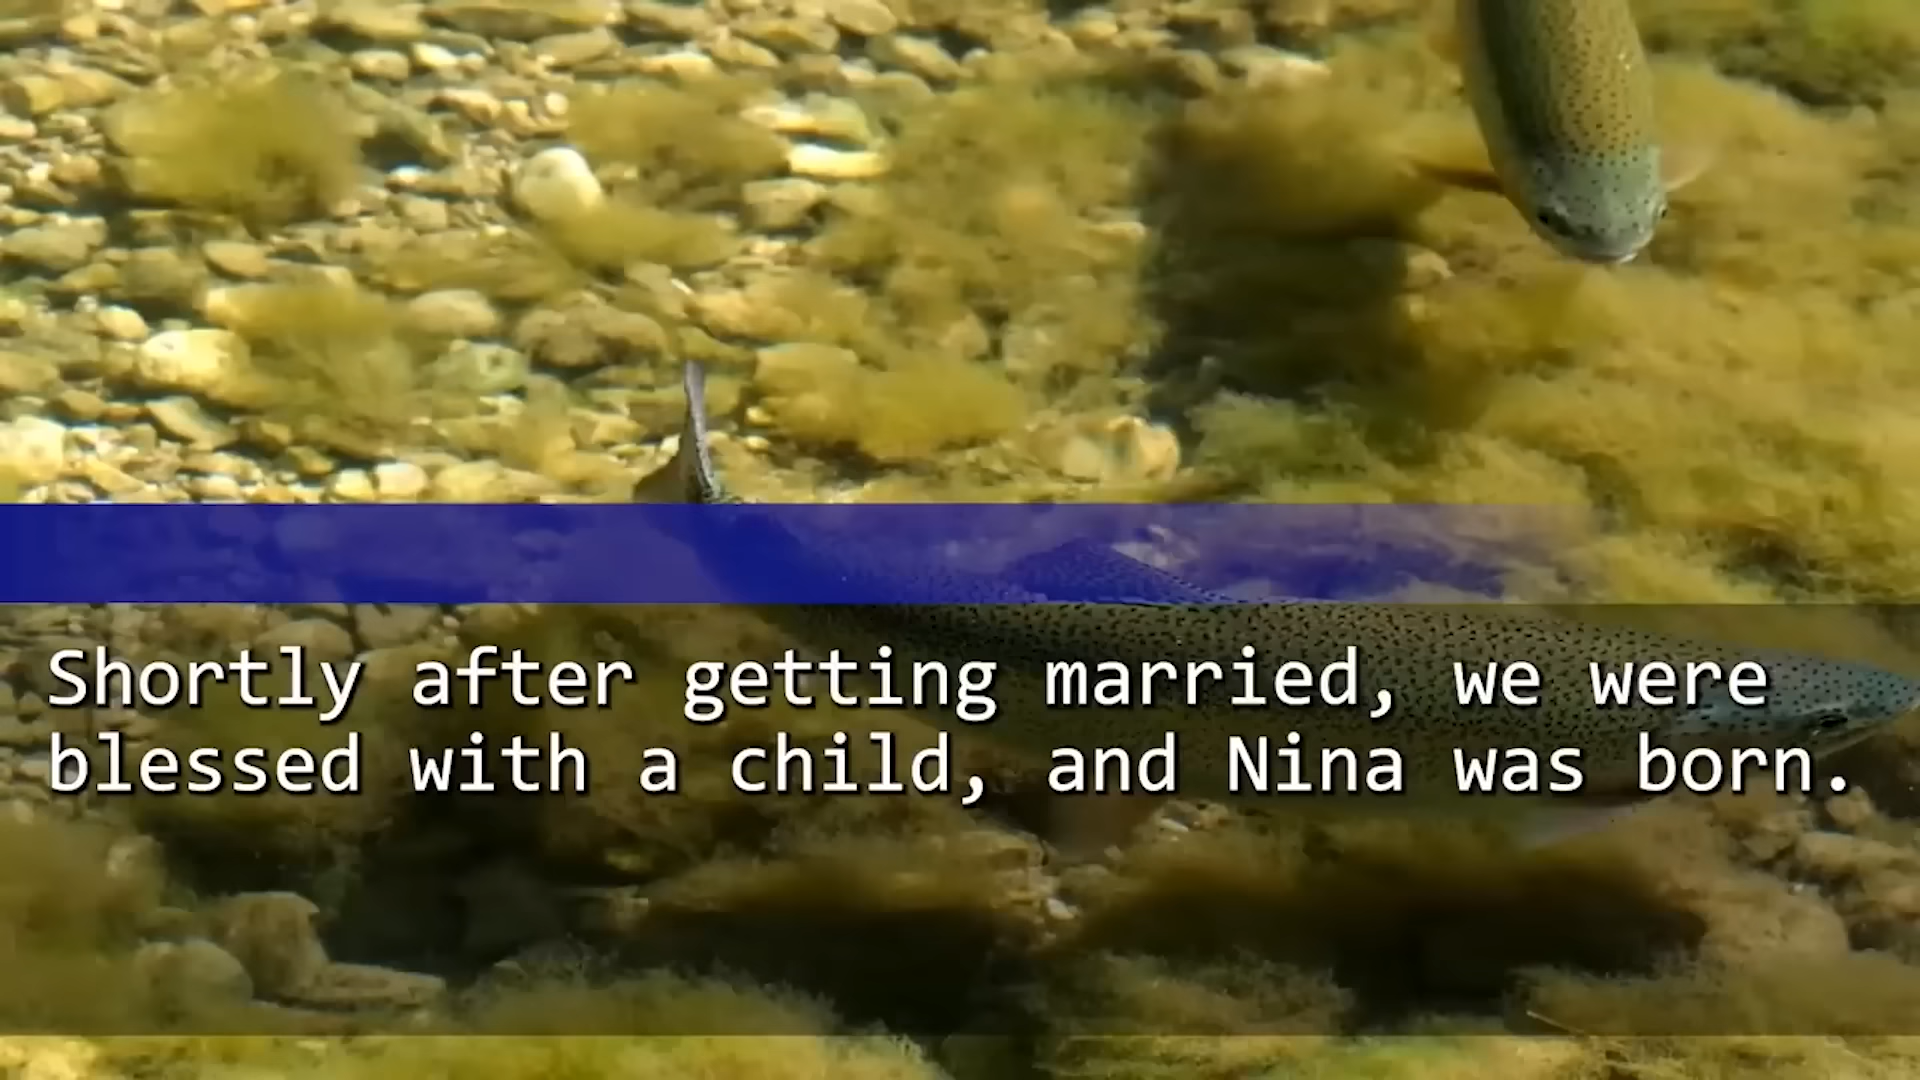 Shortly after getting married, we were
blessed with a child, and Nina was born.